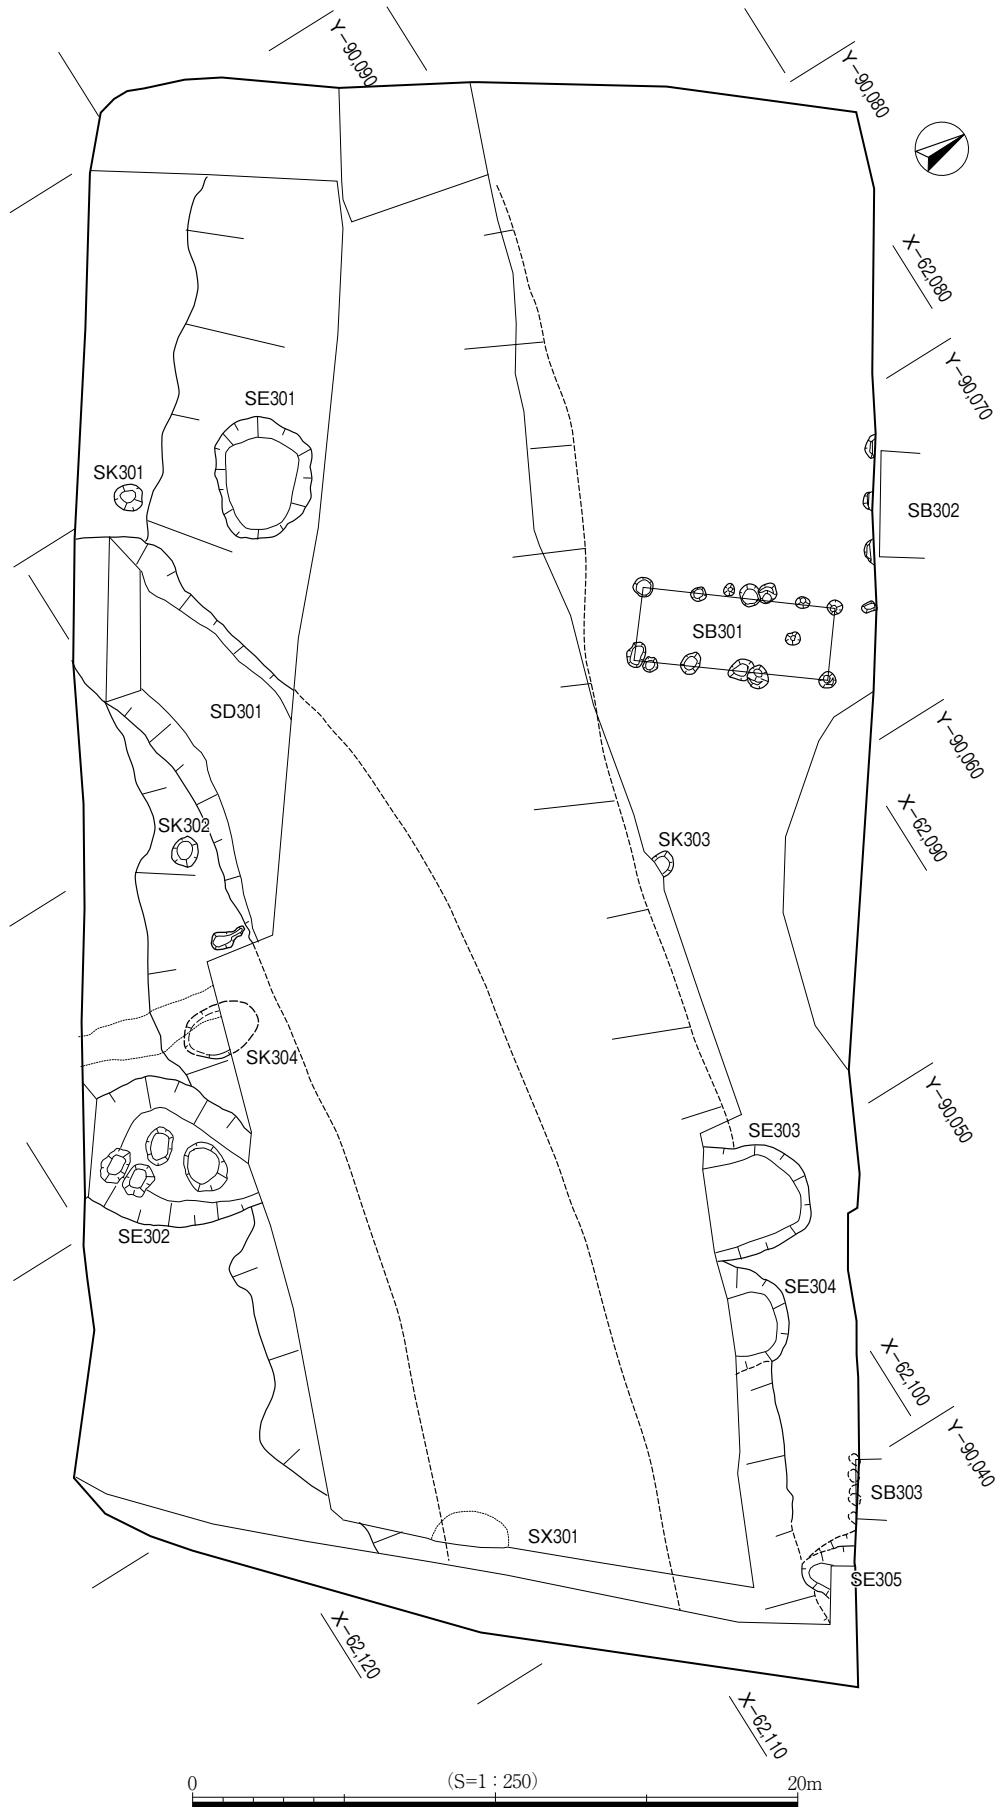 Y-90,090
Y-90,080
X-62,080
Y-90,070
SE301
SK301
SB302
SB301
SD301
Y-90,060
X-62,090
SK302
SK303
SK304
Y-90,050
SE303
SE302
SE304
X-62,100
Y-90,040
SB303
SX301
SE305
X-62,120
X-62,110
0 (S=1：250) 20m